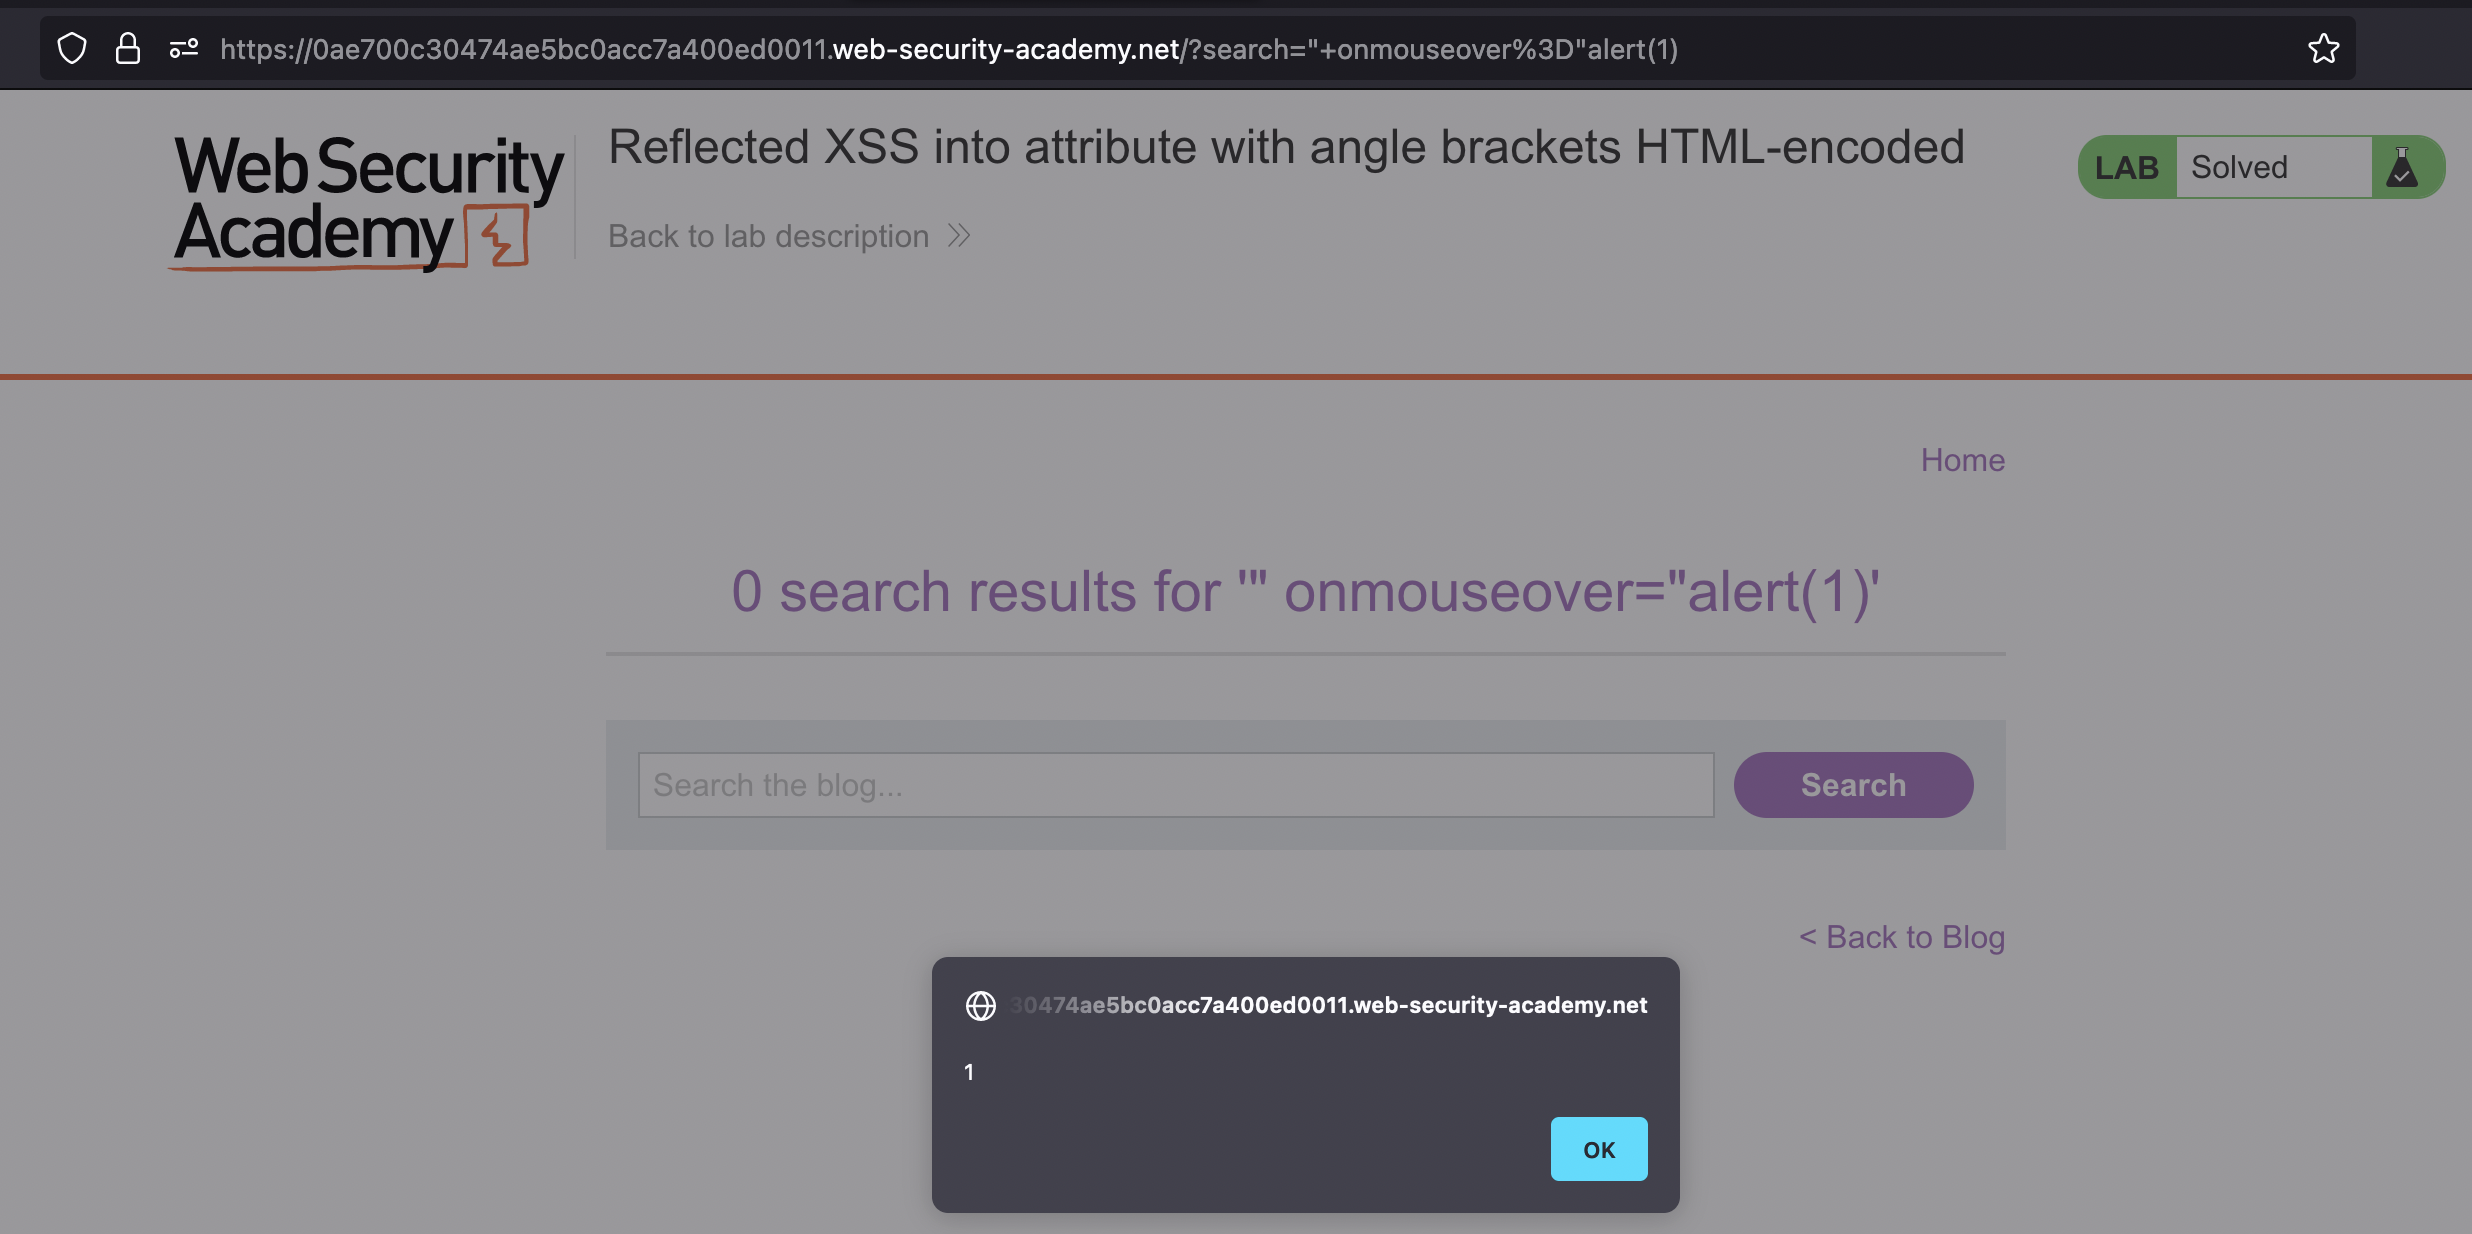 https://0ae700c30474ae5bc0acc7a400ed0011.web-security-academy.net/?search="+onmouseover%3D"alert(1)
Web Security
Academy
Reflected XSS into attribute with angle brackets HTML-encoded
Back to lab description
LAB Solved
Home
0 search results for '" onmouseover="alert(1)'
Search the blog...
Search
< Back to Blog
30474ae5bc0acc7a400ed0011.web-security-academy.net
1
OK